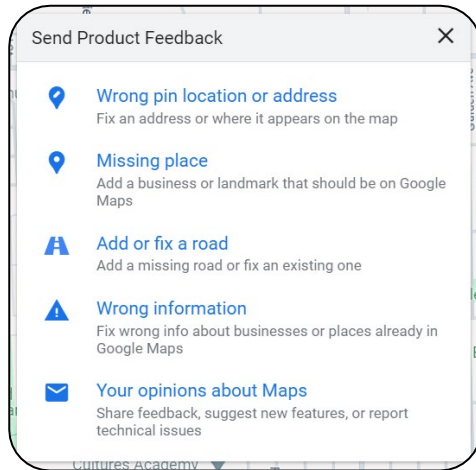 Send Product Feedback
Wrong pin location or address
Fix an address or where it appears on the map
Missing place
Add a business or landmark that should be on Google
Maps
Add or fix a road
Add a missing road or fix an existing one
Wrong information
Fix wrong info about businesses or places already in
Google Maps
Your opinions about Maps
Share feedback, suggest new features, or report
technical issues
Cultures Academy